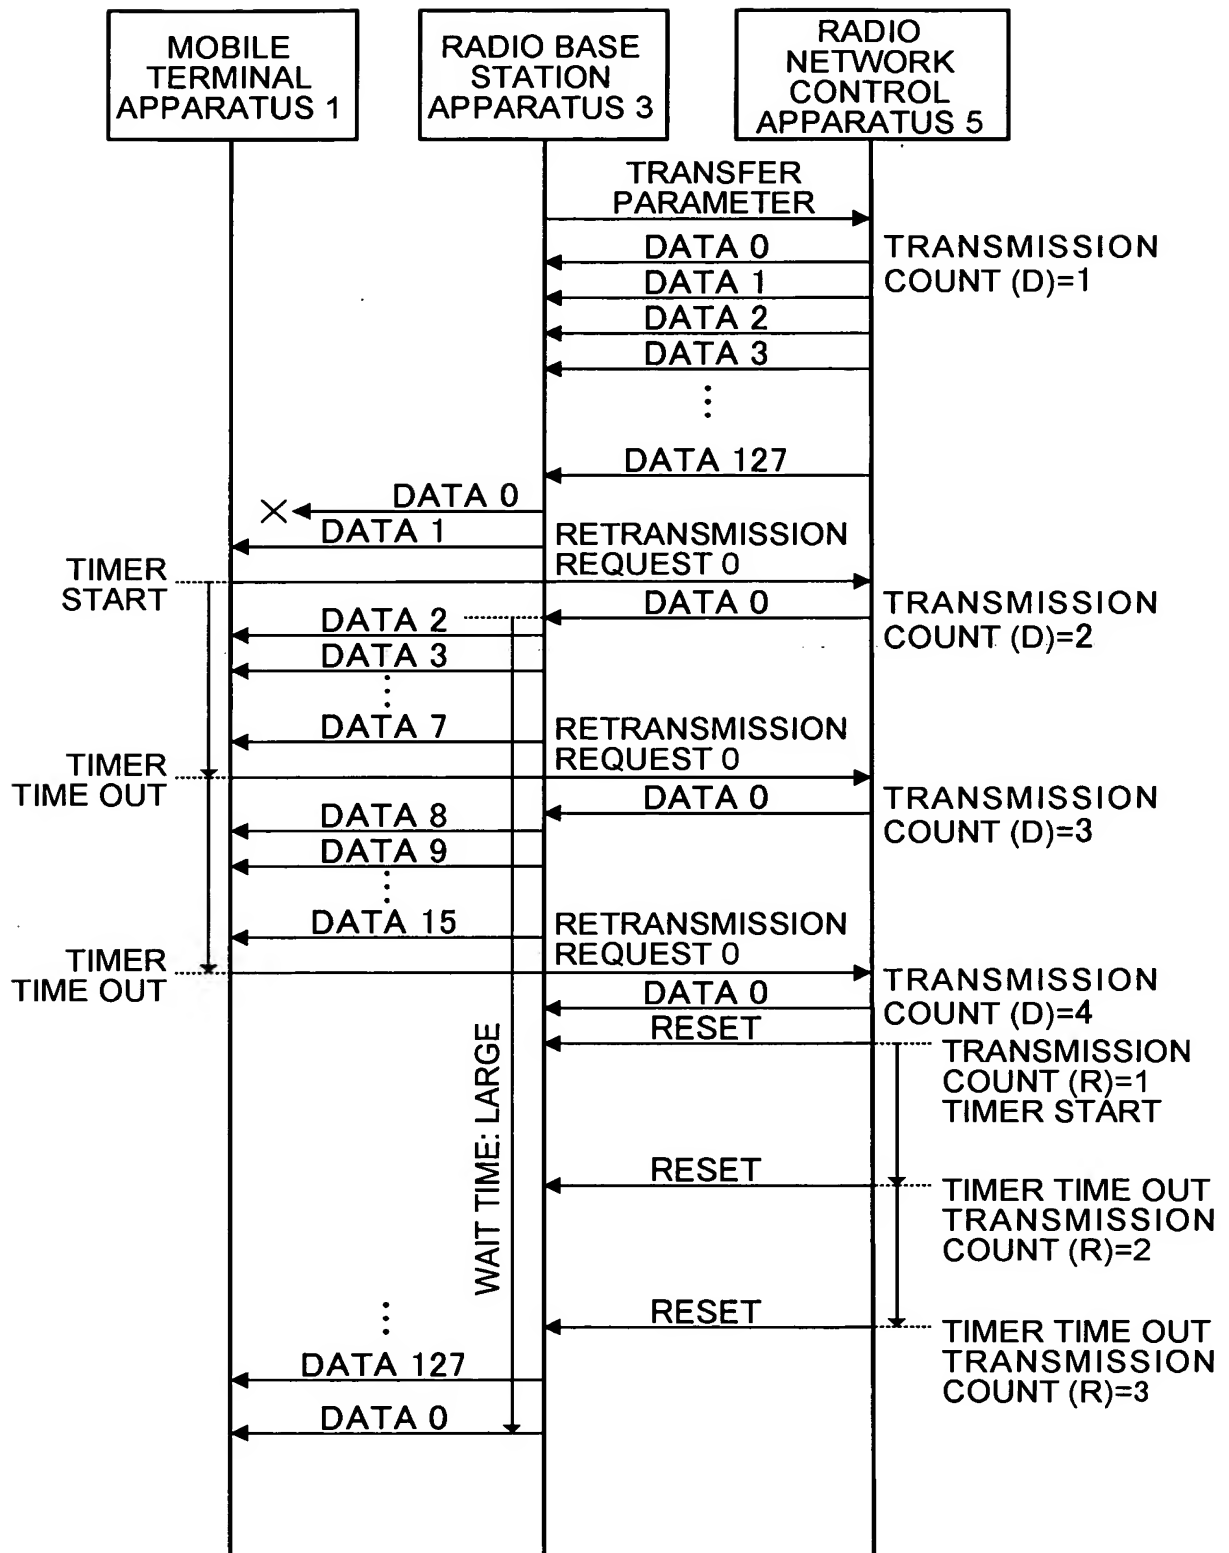 MOBILE
TERMINAL
APPARATUS 1
RADIO BASE
STATION
APPARATUS 3
RADIO
NETWORK
CONTROL
APPARATUS 5
TRANSFER
PARAMETER
DATA 0
TRANSMISSION
COUNT (D)=1
DATA 1
DATA 2
DATA 3
DATA 127
DATA 0
DATA 1
RETRANSMISSION
REQUEST 0
TIMER
START
DATA 0
TRANSMISSION
COUNT (D)=2
DATA 2
DATA 3
DATA 7
RETRANSMISSION
REQUEST 0
TIMER
TIME OUT
DATA 0
TRANSMISSION
COUNT (D)=3
DATA 8
DATA 9
DATA 15
RETRANSMISSION
REQUEST 0
TIMER
TIME OUT
DATA 0
TRANSMISSION
COUNT (D)=4
RESET
TRANSMISSION
COUNT (R)=1
TIMER START
WAIT TIME: LARGE
RESET
TIMER TIME OUT
TRANSMISSION
COUNT (R)=2
RESET
TIMER TIME OUT
TRANSMISSION
COUNT (R)=3
DATA 127
DATA 0